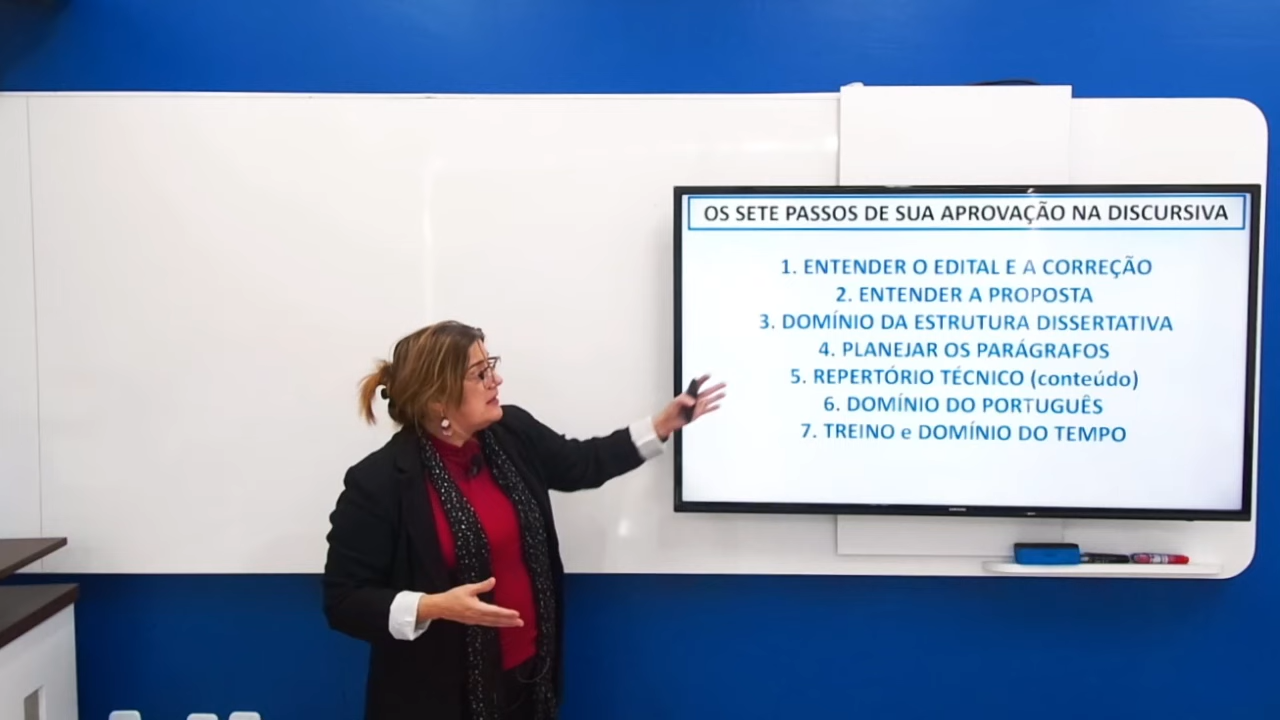 OS SETE PASSOS DE SUA APROVAÇÃO NA DISCURSIVA
1. ENTENDER O EDITAL E A CORREÇÃO
2. ENTENDER A PROPOSTA
3. DOMÍNIO DA ESTRUTURA DISSERTATIVA
4. PLANEJAR OS PARÁGRAFOS
5. REPERTÓRIO TÉCNICO (conteúdo)
6. DOMÍNIO DO PORTUGUÊS
7. TREINO e DOMÍNIO DO TEMPO